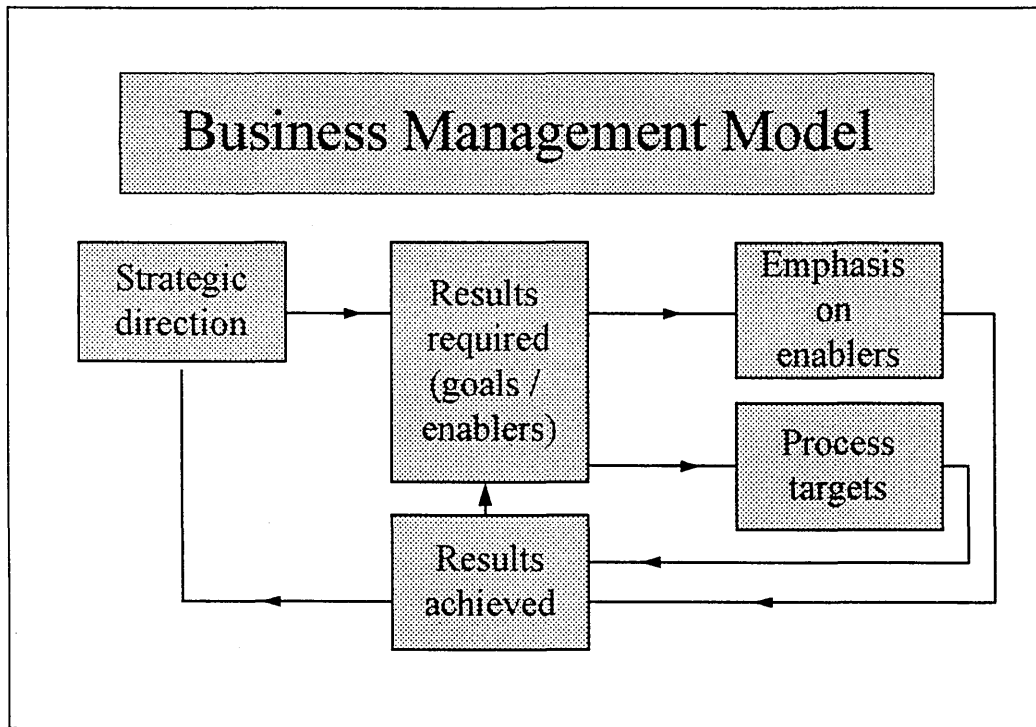 Business Management Model
Strategic
direction
Results
required
(goals /
enablers)
Emphasis
on
enablers
Process
targets
Results
achieved